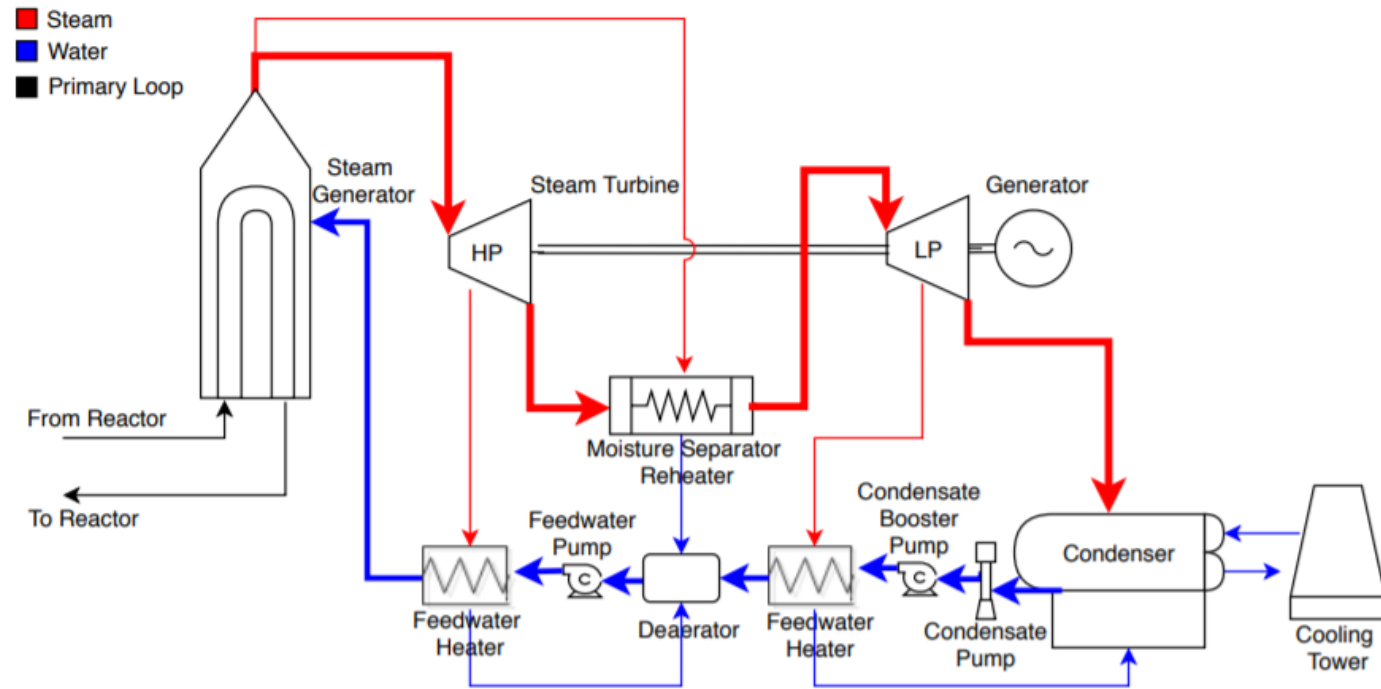 Steam
Water
Primary Loop
Steam
Generator
Steam Turbine
Generator
HP
LP
From Reactor
To Reactor
Moisture Separator
Reheater
Feedwater
Pump
Condensate
Booster
Pump
C
C
Condenser
Feedwater
Heater
Deaerator
Feedwater
Heater
Condensate
Pump
Cooling
Tower